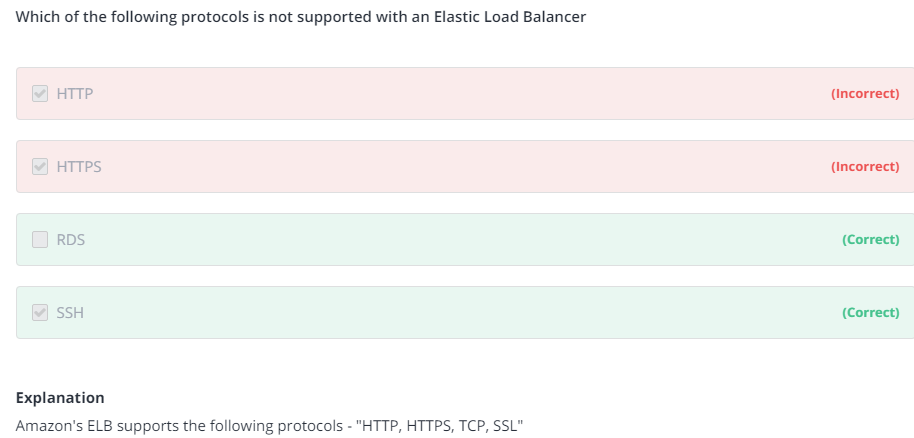 Which of the following protocols is not supported with an Elastic Load Balancer
HTTP (Incorrect)
HTTPS (Incorrect)
RDS (Correct)
SSH (Correct)
Explanation
Amazon's ELB supports the following protocols - "HTTP, HTTPS, TCP, SSL"